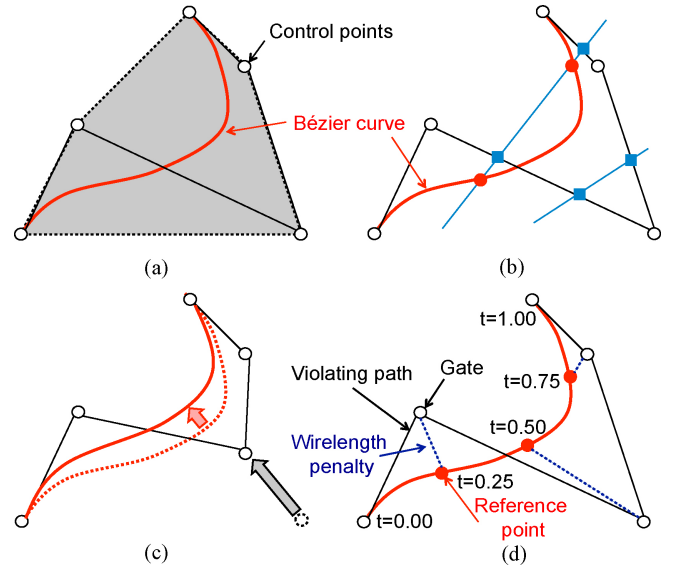 Control points
Bézier curve
(a)
(b)
t=1.00
Violating path
Gate
t=0.75
t=0.50
Wirelength
penalty
t=0.25
Reference
point
t=0.00
(c)
(d)